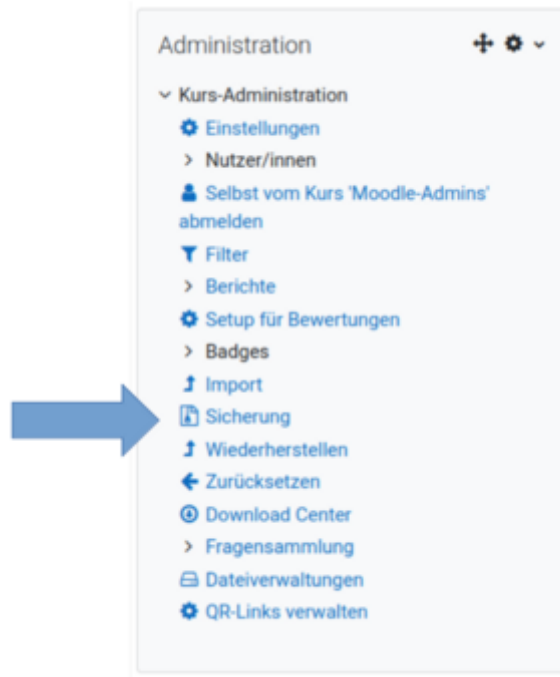 Administration
Kurs-Administration
Einstellungen
Nutzer/innen
Selbst vom Kurs 'Moodle-Admins'
abmelden
Filter
Berichte
Setup für Bewertungen
Badges
Import
Sicherung
Wiederherstellen
Zurücksetzen
Download Center
Fragensammlung
Dateiverwaltungen
QR-Links verwalten